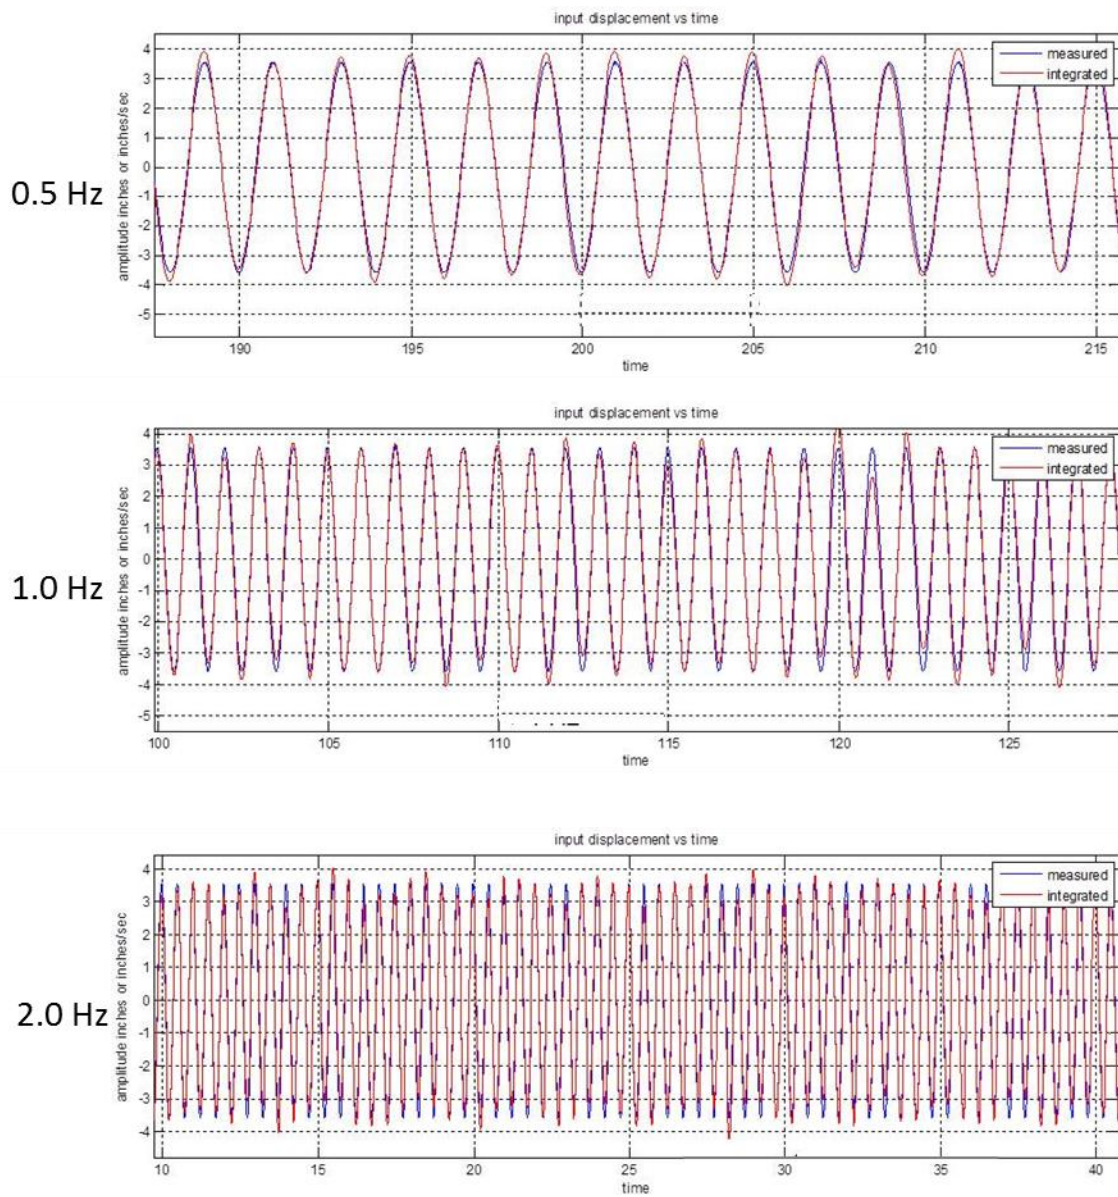 input displacement vs time
measured
integrated
amplitude inches or inches/sec
4
3
2
1
0
-1
-2
-3
-4
-5
0.5 Hz
190 195 200 205 210 215
time
input displacement vs time
measured
integrated
amplitude inches or inches/sec
4
3
2
1
0
-1
-2
-3
-4
-5
1.0 Hz
100 105 110 115 120 125
time
input displacement vs time
measured
integrated
amplitude inches or inches/sec
4
3
2
1
0
-1
-2
-3
-4
2.0 Hz
10 15 20 25 30 35 40
time